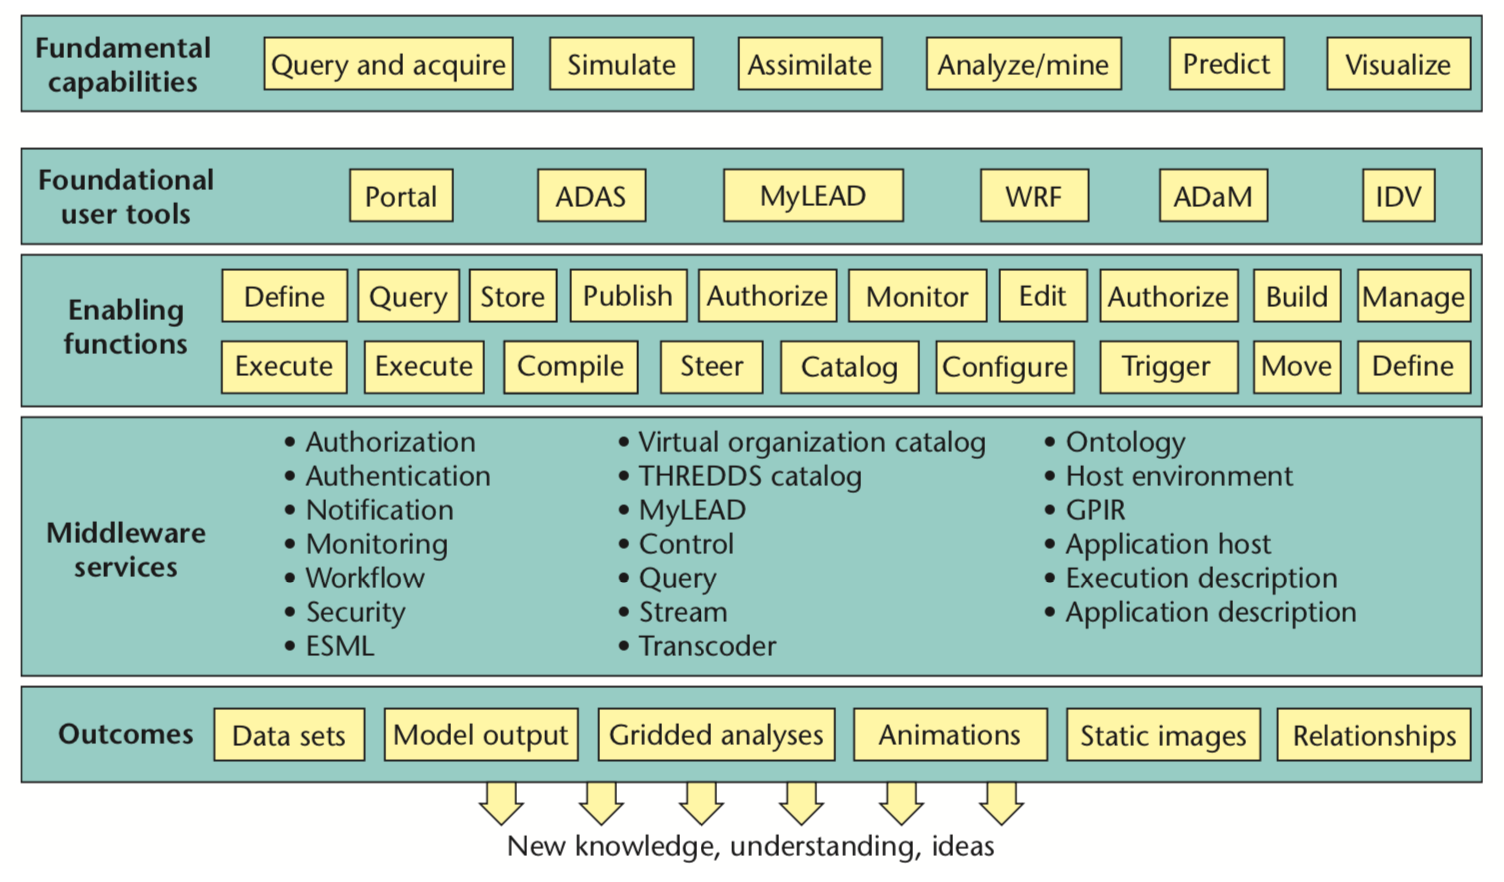 Fundamental
capabilities
Query and acquire
Simulate
Assimilate
Analyze/mine
Predict
Visualize
Foundational
user tools
Portal
ADAS
MyLEAD
WRF
ADaM
IDV
Enabling
functions
Define
Query
Store
Publish
Authorize
Monitor
Edit
Authorize
Build
Manage
Execute
Execute
Compile
Steer
Catalog
Configure
Trigger
Move
Define
Middleware
services
• Authorization
• Authentication
• Notification
• Monitoring
• Workflow
• Security
• ESML
• Virtual organization catalog
• THREDDS catalog
• MyLEAD
• Control
• Query
• Stream
• Transcoder
• Ontology
• Host environment
• GPIR
• Application host
• Execution description
• Application description
Outcomes
Data sets
Model output
Gridded analyses
Animations
Static images
Relationships
New knowledge, understanding, ideas